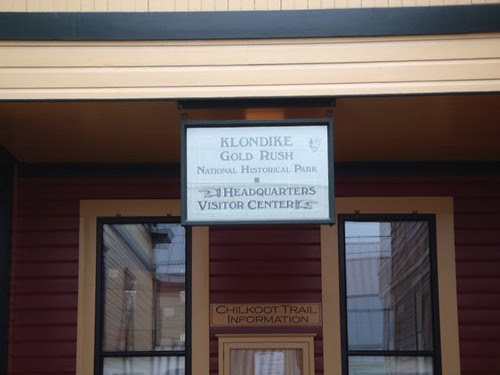 KLONDIKE
GOLD RUSH
NATIONAL HISTORICAL PARK
HEADQUARTERS
VISITOR CENTER
CHILKOOT TRAIL
INFORMATION